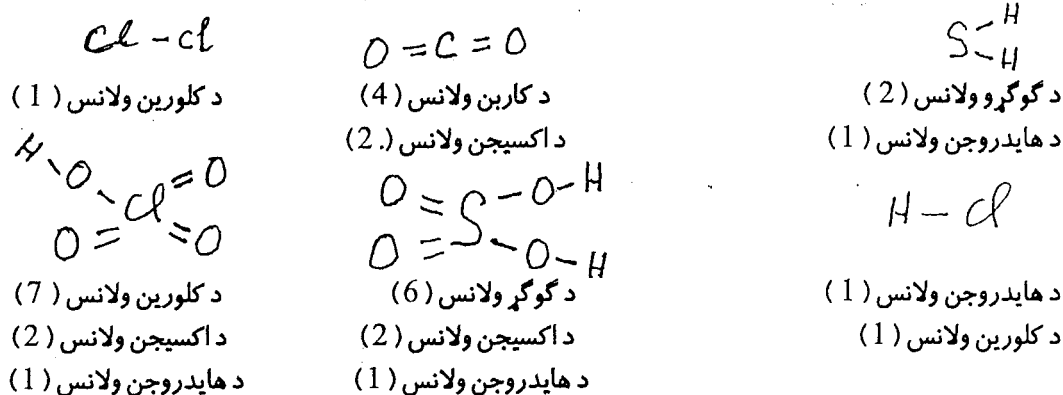 S-H
-H
د گوگړو ولانس (2)
د هایدروجن ولانس (1)
O=C=O
د کاربن ولانس (4)
د اکسیجن ولانس (2.)
Cl-cl
د کلورین ولانس (1)
H-Cl
د هایدروجن ولانس (1)
د کلورین ولانس (1)
O=S-O-H
O=-O-H
د گوگړ ولانس (6)
د اکسیجن ولانس (2)
د هایدروجن ولانس (1)
H-O-Cl=O
O==O
د کلورین ولانس (7)
د اکسیجن ولانس (2)
د هایدروجن ولانس (1)